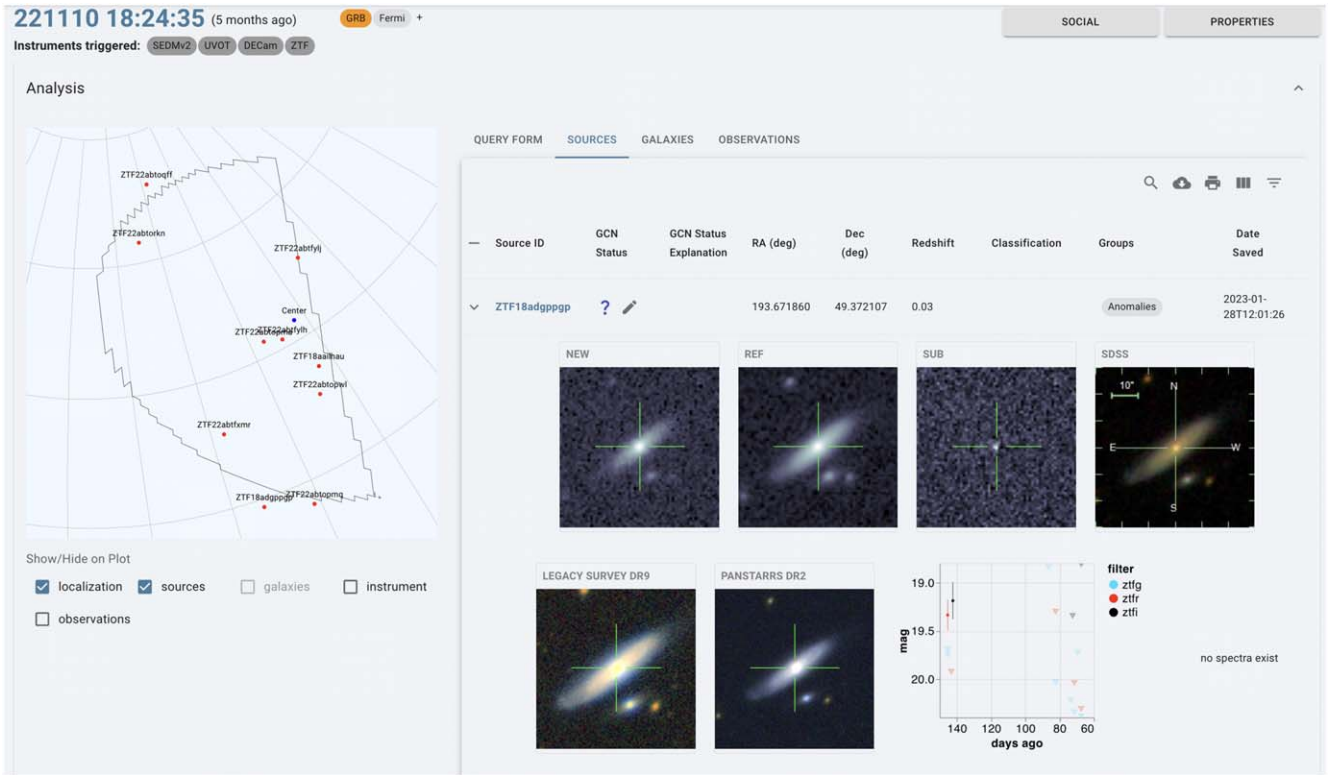 221110 18:24:35 (5 months ago) GRB Fermi +
SOCIAL PROPERTIES
Instruments triggered: SEDMv2 UVOT DECam ZTF
Analysis
QUERY FORM SOURCES GALAXIES OBSERVATIONS
ZTF22abtoqff
ZTF22abtorkn
ZTF22abtfylj
Center
ZTF22abtfylh
ZTF18aailhau
ZTF22abtopwl
ZTF22abtfxmr
ZTF18adgppgp
ZTF22abtopmq
Show/Hide on Plot
localization sources galaxies instrument
observations
Source ID
GCN Status
GCN Status Explanation
RA (deg)
Dec (deg)
Redshift
Classification
Groups
Date Saved
ZTF18adgppgp ? 193.671860 49.372107 0.03 Anomalies
2023-01-
28T12:01:26
NEW REF SUB SDSS
10"
N
E W
S
LEGACY SURVEY DR9 PANSTARRS DR2
mag
19.0
19.5
20.0
140 120 100 80 60
days ago
filter
ztfg
ztfr
ztfi
no spectra exist